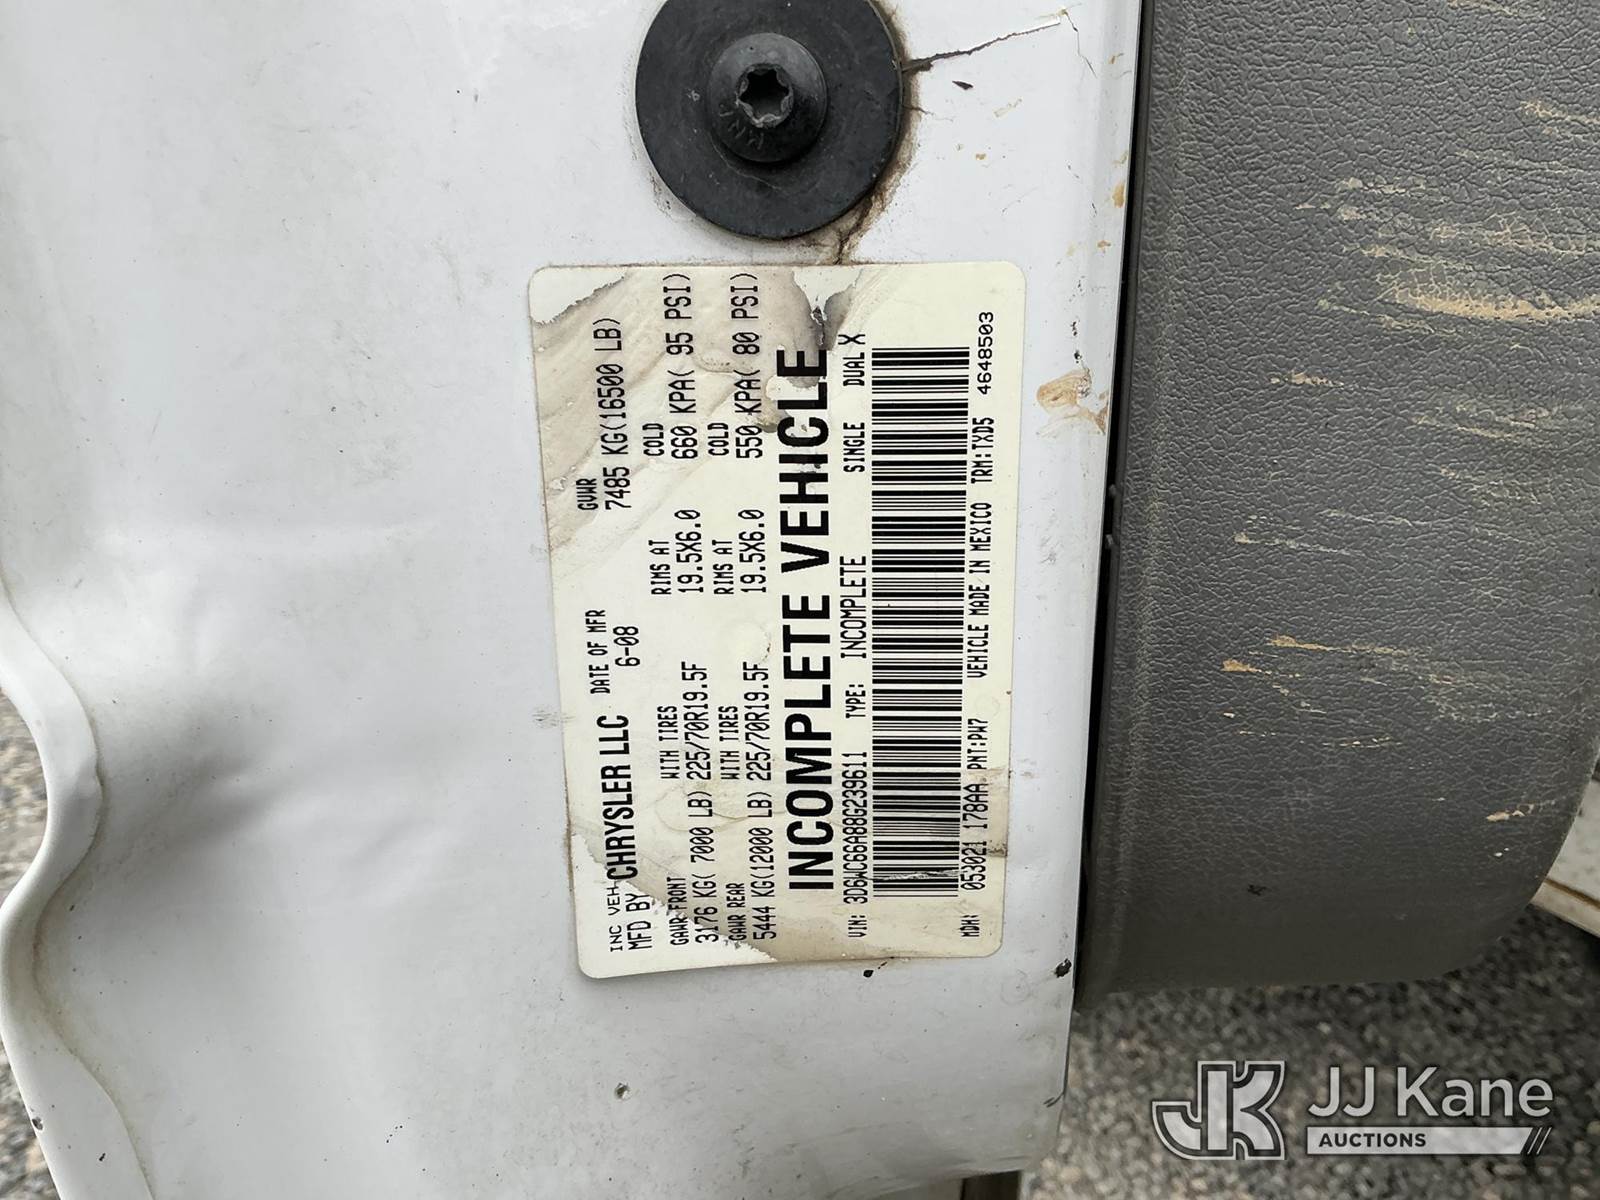 INC VEH
MFD BY CHRYSLER LLC DATE OF MFR 6-08 GVWR 7485 KG(16500 LB)
GAWR FRONT WITH TIRES RIMS AT COLD
3176 KG( 7000 LB) 225/70R19.5F 19.5X6.0 660 KPA( 95 PSI)
GAWR REAR WITH TIRES RIMS AT COLD
5444 KG(12000 LB) 225/70R19.5F 19.5X6.0 550 KPA( 80 PSI)
INCOMPLETE VEHICLE
VIN: 3D6WC66A88G239611 TYPE: INCOMPLETE SINGLE DUAL X
MDH: 053021 178AA PNT:PW7 VEHICLE MADE IN MEXICO TRM:TXD5 4648503
JK
JJ Kane
AUCTIONS